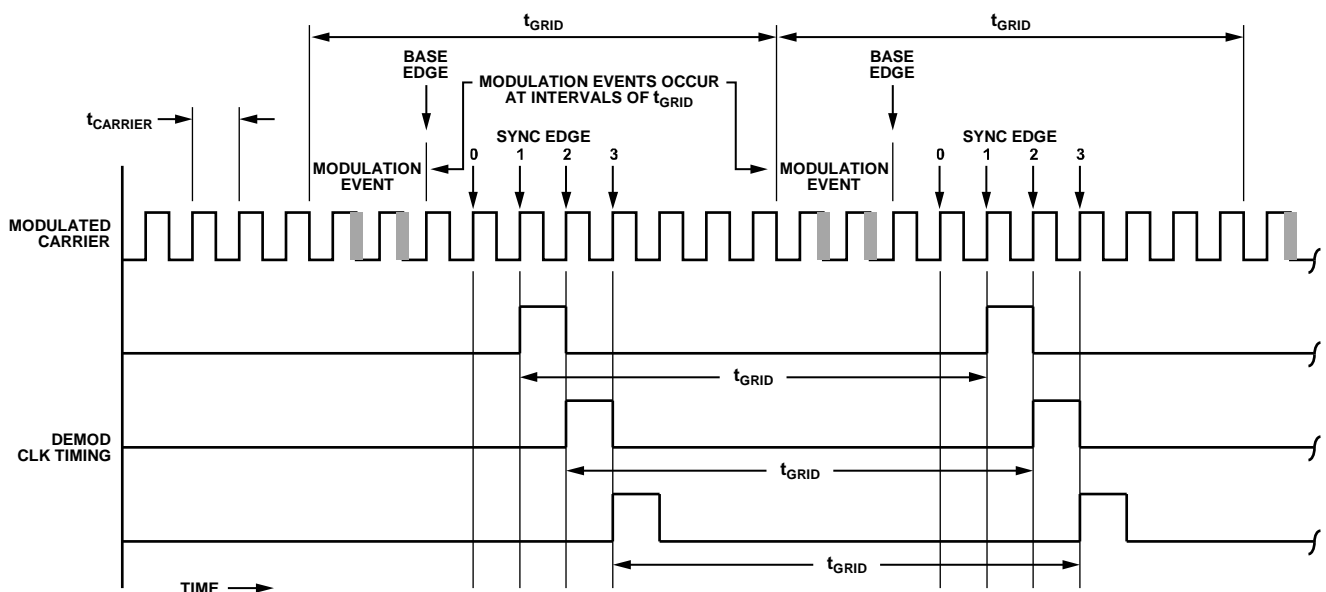 tGRID
tGRID
BASE
EDGE
BASE
EDGE
MODULATION EVENTS OCCUR
AT INTERVALS OF tGRID
tCARRIER
SYNC EDGE
0 1 2 3
SYNC EDGE
0 1 2 3
MODULATION
EVENT
MODULATION
EVENT
MODULATED
CARRIER
tGRID
DEMOD
CLK TIMING
tGRID
tGRID
TIME